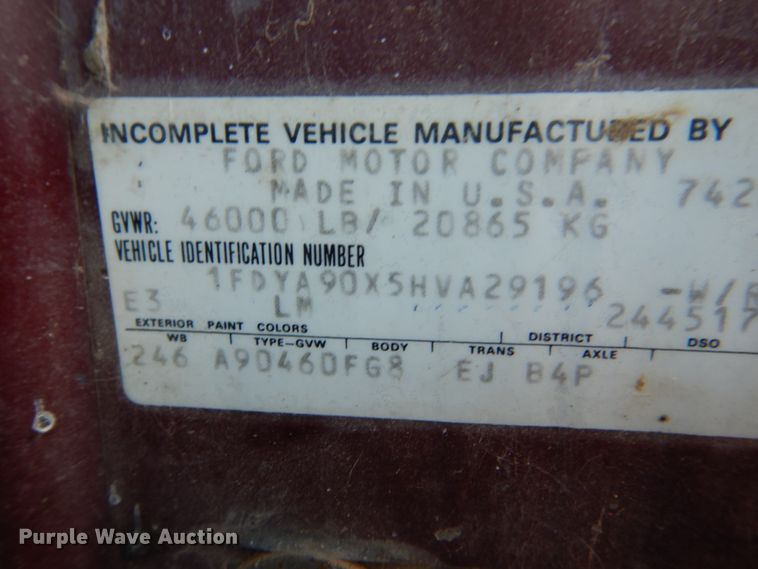 INCOMPLETE VEHICLE MANUFACTURED BY
FORD MOTOR COMPANY
MADE IN U.S.A. 742
GVWR: 46000 LB/ 20865 KG
VEHICLE IDENTIFICATION NUMBER
1FDYA90X5HVA29196
E3 LM 244517
EXTERIOR PAINT COLORS DISTRICT DSO
WB TYPE-GVW BODY TRANS AXLE
246 A90460FG8 EJ B4P
Purple Wave Auction